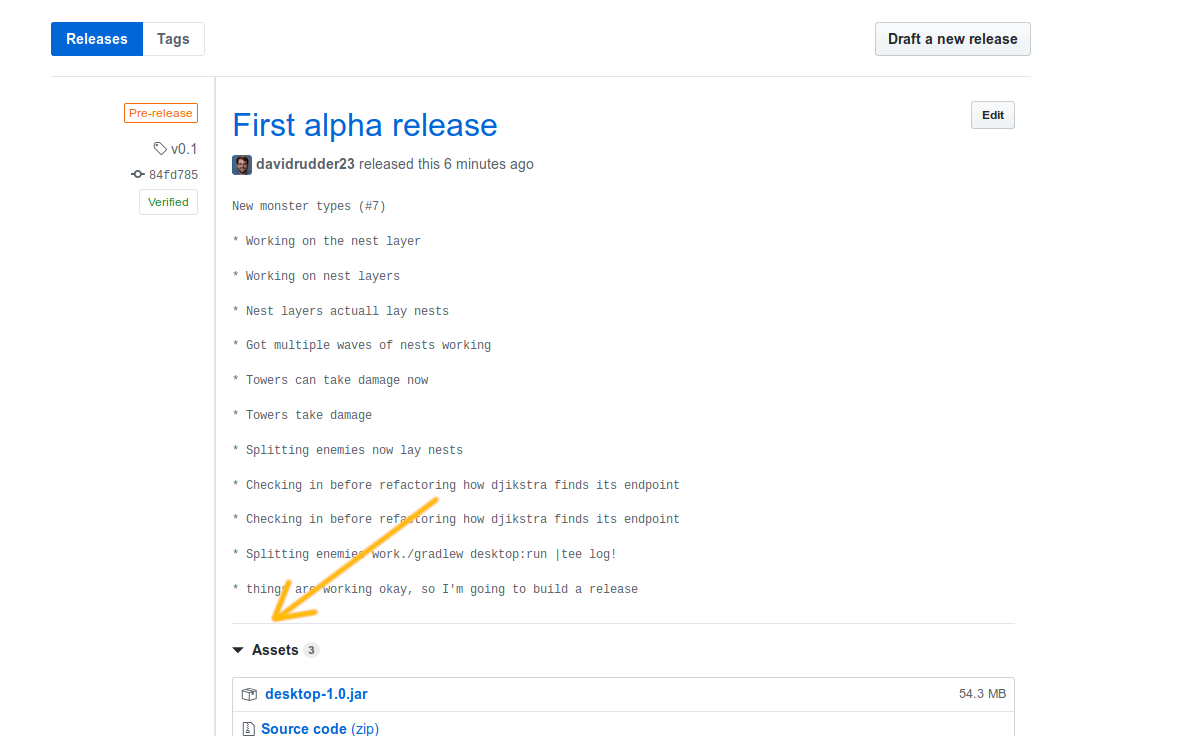 Releases Tags Draft a new release
Pre-release
v0.1
84fd785
Verified
First alpha release
Edit
davidrudder23 released this 6 minutes ago
New monster types (#7)
* Working on the nest layer
* Working on nest layers
* Nest layers actuall lay nests
* Got multiple waves of nests working
* Towers can take damage now
* Towers take damage
* Splitting enemies now lay nests
* Checking in before refactoring how djikstra finds its endpoint
* Checking in before refactoring how djikstra finds its endpoint
* Splitting enemies work./gradlew desktop:run |tee log!
* things are working okay, so I'm going to build a release
Assets 3
desktop-1.0.jar 54.3 MB
Source code (zip)